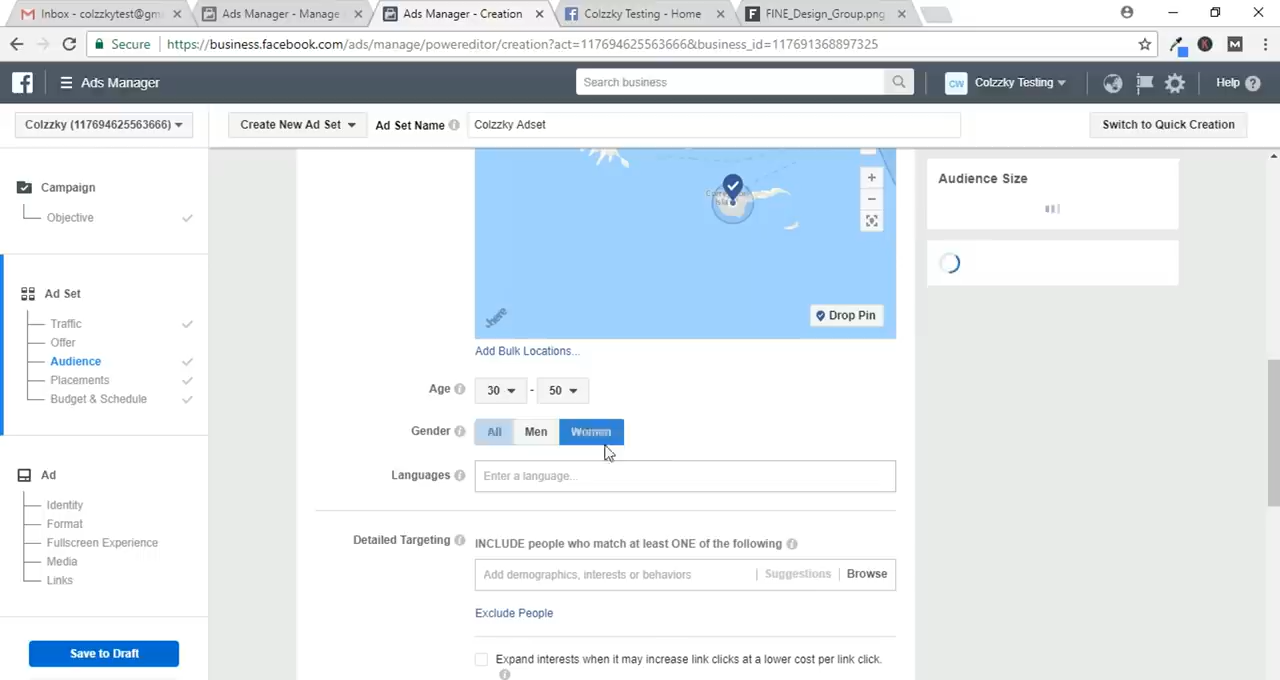 Inbox - colzzkytest@gm
Ads Manager - Manage
Ads Manager - Creation
Colzzky Testing - Home
FINE_Design_Group.png
Secure https://business.facebook.com/ads/manage/powereditor/creation?act=117694625563666&business_id=117691368897325
Ads Manager
Search business
CW Colzzky Testing
Help
Colzzky (117694625563666)
Create New Ad Set
Ad Set Name
Colzzky Adset
Switch to Quick Creation
Campaign
Objective
Ad Set
Traffic
Offer
Audience
Placements
Budget & Schedule
Ad
Identity
Format
Fullscreen Experience
Media
Links
Save to Draft
here
Drop Pin
Add Bulk Locations...
Age 30 - 50
Gender All Men Women
Languages Enter a language...
Detailed Targeting INCLUDE people who match at least ONE of the following
Add demographics, interests or behaviors | Suggestions | Browse
Exclude People
Expand interests when it may increase link clicks at a lower cost per link click.
Audience Size